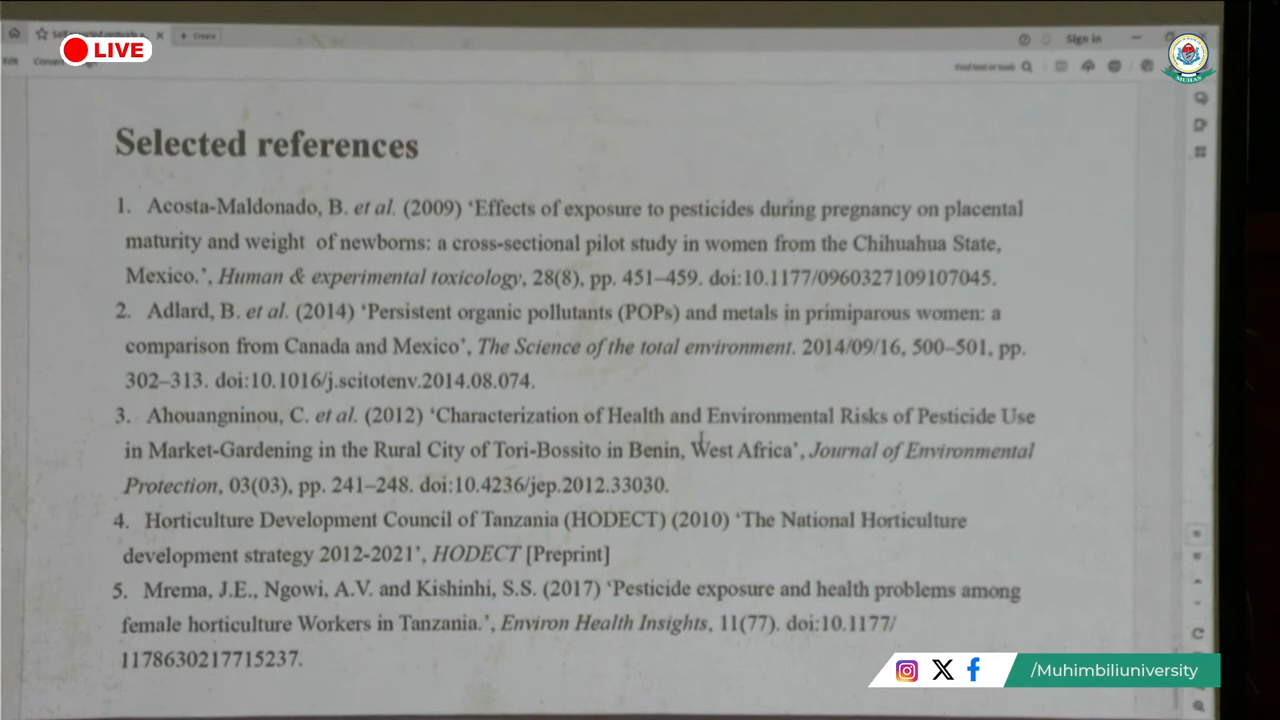 LIVE
Create
Sign in
Edit
MUHAS
Selected references
1. Acosta-Maldonado, B. et al. (2009) ‘Effects of exposure to pesticides during pregnancy on placental
maturity and weight of newborns: a cross-sectional pilot study in women from the Chihuahua State,
Mexico.’, Human & experimental toxicology, 28(8), pp. 451–459. doi:10.1177/0960327109107045.
2. Adlard, B. et al. (2014) ‘Persistent organic pollutants (POPs) and metals in primiparous women: a
comparison from Canada and Mexico’, The Science of the total environment. 2014/09/16, 500–501, pp.
302–313. doi:10.1016/j.scitotenv.2014.08.074.
3. Ahouangninou, C. et al. (2012) ‘Characterization of Health and Environmental Risks of Pesticide Use
in Market-Gardening in the Rural City of Tori-Bossito in Benin, West Africa’, Journal of Environmental
Protection, 03(03), pp. 241–248. doi:10.4236/jep.2012.33030.
4. Horticulture Development Council of Tanzania (HODECT) (2010) ‘The National Horticulture
development strategy 2012-2021’, HODECT [Preprint]
5. Mrema, J.E., Ngowi, A.V. and Kishinhi, S.S. (2017) ‘Pesticide exposure and health problems among
female horticulture Workers in Tanzania.’, Environ Health Insights, 11(77). doi:10.1177/
1178630217715237.
/Muhimbiliuniversity